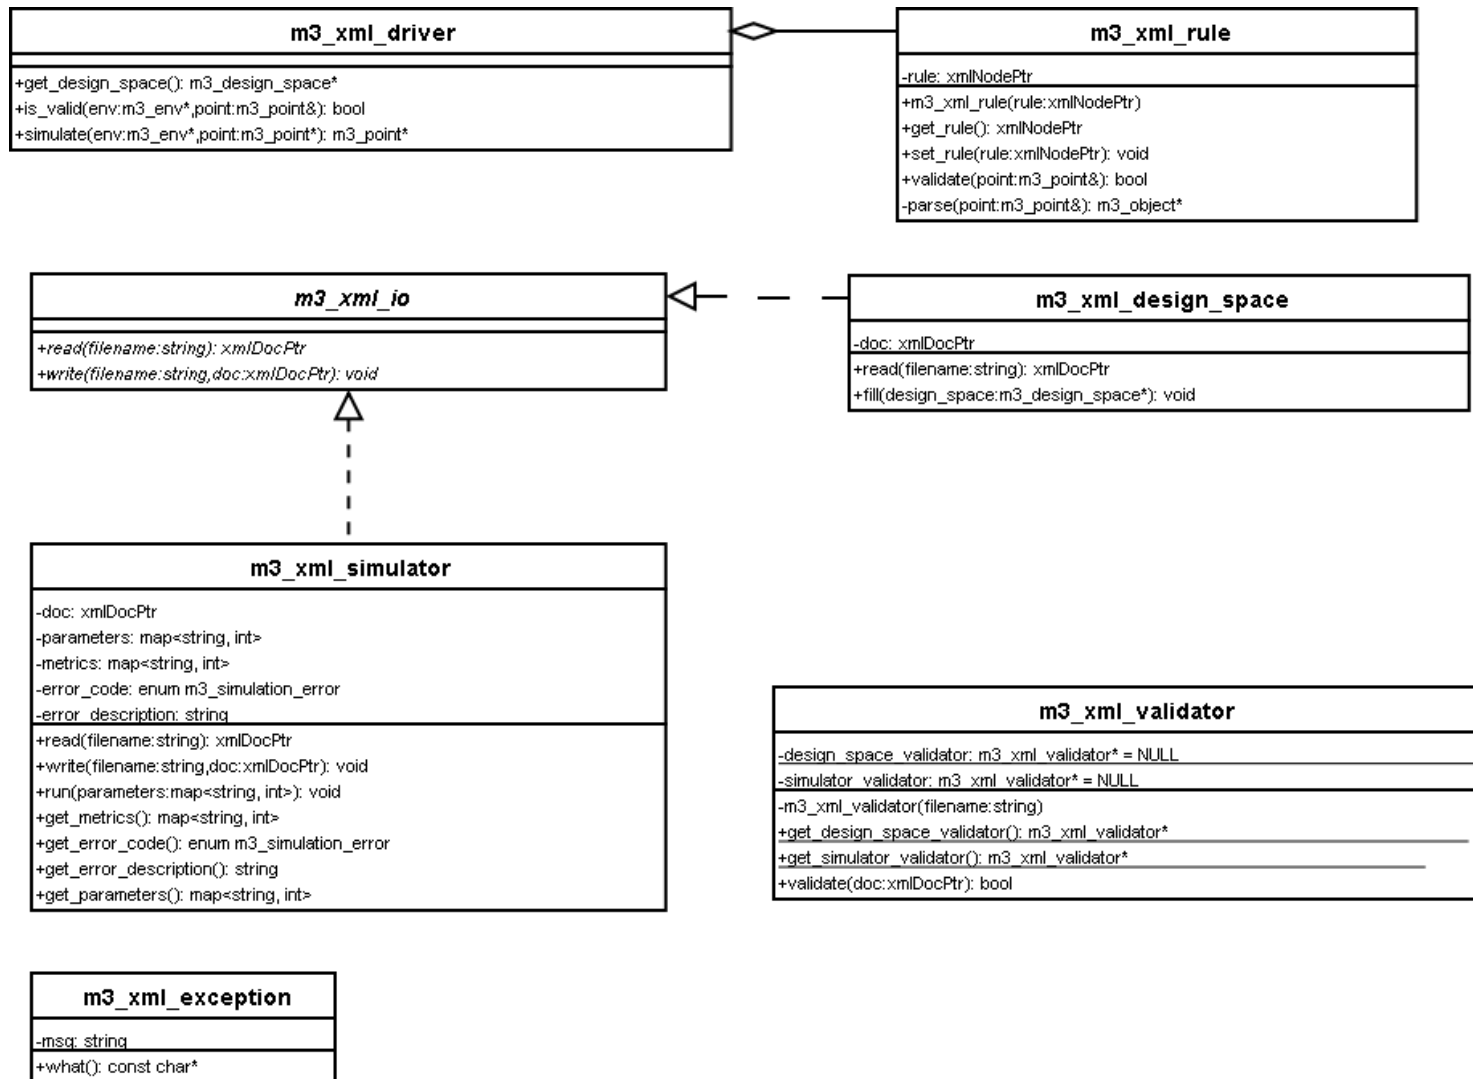 m3_xml_driver
+get_design_space(): m3_design_space*
+is_valid(env:m3_env*,point:m3_point&): bool
+simulate(env:m3_env*,point:m3_point*): m3_point*
m3_xml_rule
-rule: xmlNodePtr
+m3_xml_rule(rule:xmlNodePtr)
+get_rule(): xmlNodePtr
+set_rule(rule:xmlNodePtr): void
+validate(point:m3_point&): bool
-parse(point:m3_point&): m3_object*
m3_xml_io
+read(filename:string): xmlDocPtr
+write(filename:string,doc:xmlDocPtr): void
m3_xml_design_space
-doc: xmlDocPtr
+read(filename:string): xmlDocPtr
+fill(design_space:m3_design_space*): void
m3_xml_simulator
-doc: xmlDocPtr
-parameters: map<string, int>
-metrics: map<string, int>
-error_code: enum m3_simulation_error
-error_description: string
+read(filename:string): xmlDocPtr
+write(filename:string,doc:xmlDocPtr): void
+run(parameters:map<string, int>): void
+get_metrics(): map<string, int>
+get_error_code(): enum m3_simulation_error
+get_error_description(): string
+get_parameters(): map<string, int>
m3_xml_validator
-design_space_validator: m3_xml_validator* = NULL
-simulator_validator: m3_xml_validator* = NULL
-m3_xml_validator(filename:string)
+get_design_space_validator(): m3_xml_validator*
+get_simulator_validator(): m3_xml_validator*
+validate(doc:xmlDocPtr): bool
m3_xml_exception
-msg: string
+what(): const char*